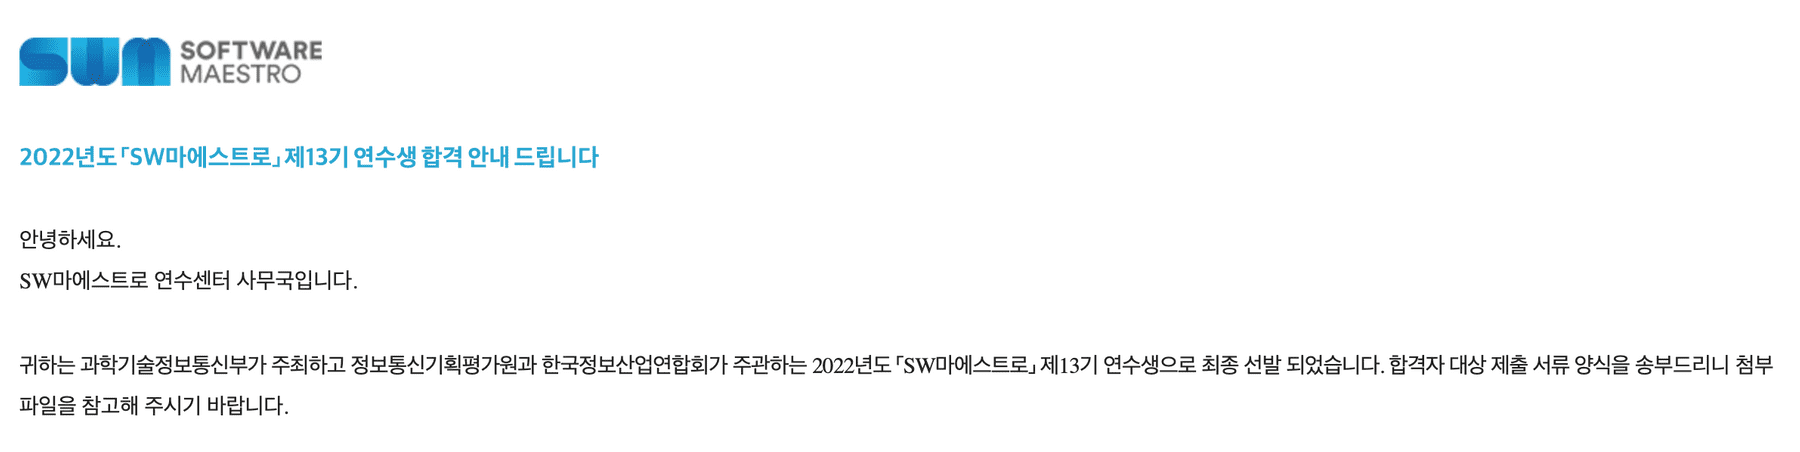 SWM SOFTWARE
MAESTRO
2022년도 「SW마에스트로」 제13기 연수생 합격 안내 드립니다
안녕하세요.
SW마에스트로 연수센터 사무국입니다.
귀하는 과학기술정보통신부가 주최하고 정보통신기획평가원과 한국정보산업연합회가 주관하는 2022년도 「SW마에스트로」 제13기 연수생으로 최종 선발 되었습니다. 합격자 대상 제출 서류 양식을 송부드리니 첨부
파일을 참고해 주시기 바랍니다.